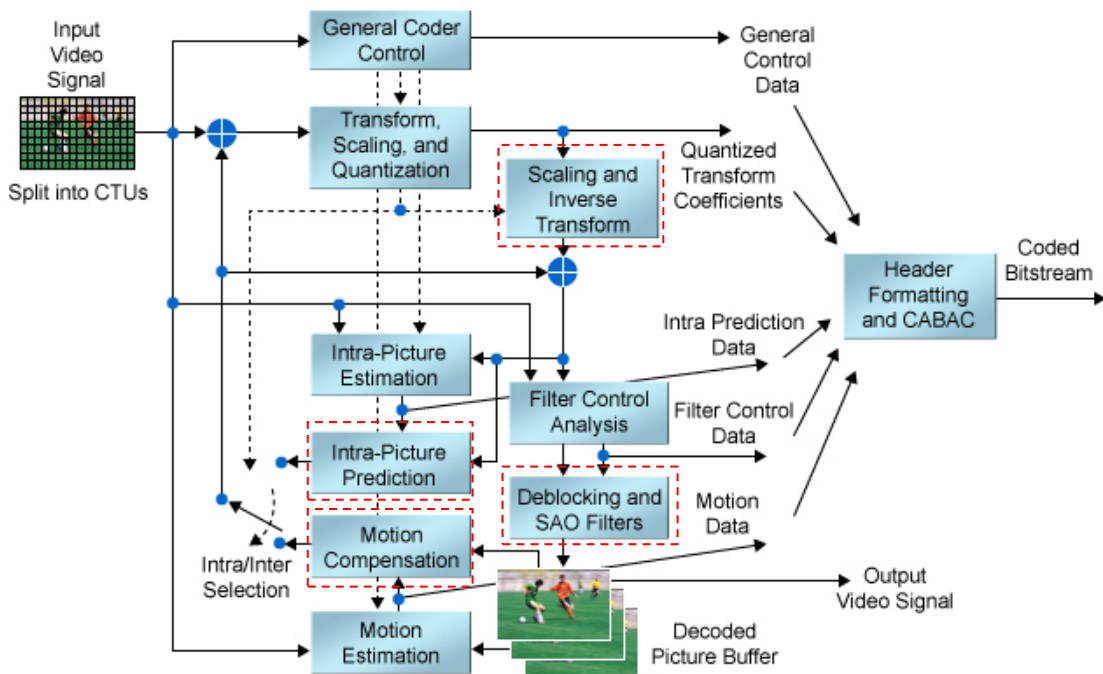 Input
Video
Signal
Split into CTUs
General Coder
Control
General
Control
Data
Transform,
Scaling, and
Quantization
Quantized
Transform
Coefficients
Scaling and
Inverse
Transform
Header
Formatting
and CABAC
Coded
Bitstream
Intra Prediction
Data
Intra-Picture
Estimation
Filter Control
Analysis
Filter Control
Data
Intra-Picture
Prediction
Deblocking and
SAO Filters
Motion
Data
Motion
Compensation
Intra/Inter
Selection
Output
Video Signal
Motion
Estimation
Decoded
Picture Buffer